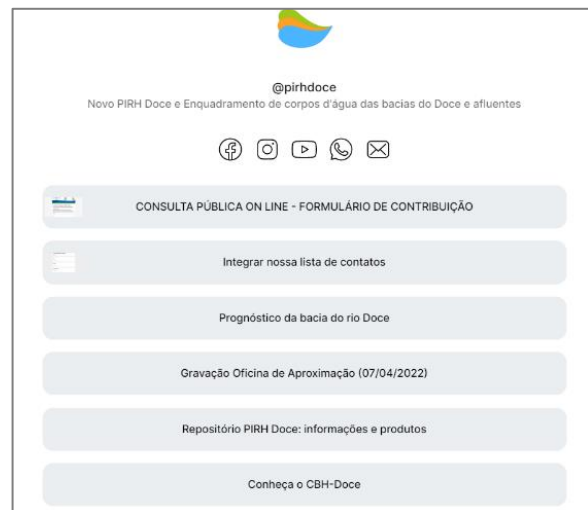 @pirhdoce
Novo PIRH Doce e Enquadramento de corpos d'água das bacias do Doce e afluentes
CONSULTA PÚBLICA ON LINE - FORMULÁRIO DE CONTRIBUIÇÃO
Integrar nossa lista de contatos
Prognóstico da bacia do rio Doce
Gravação Oficina de Aproximação (07/04/2022)
Repositório PIRH Doce: informações e produtos
Conheça o CBH-Doce